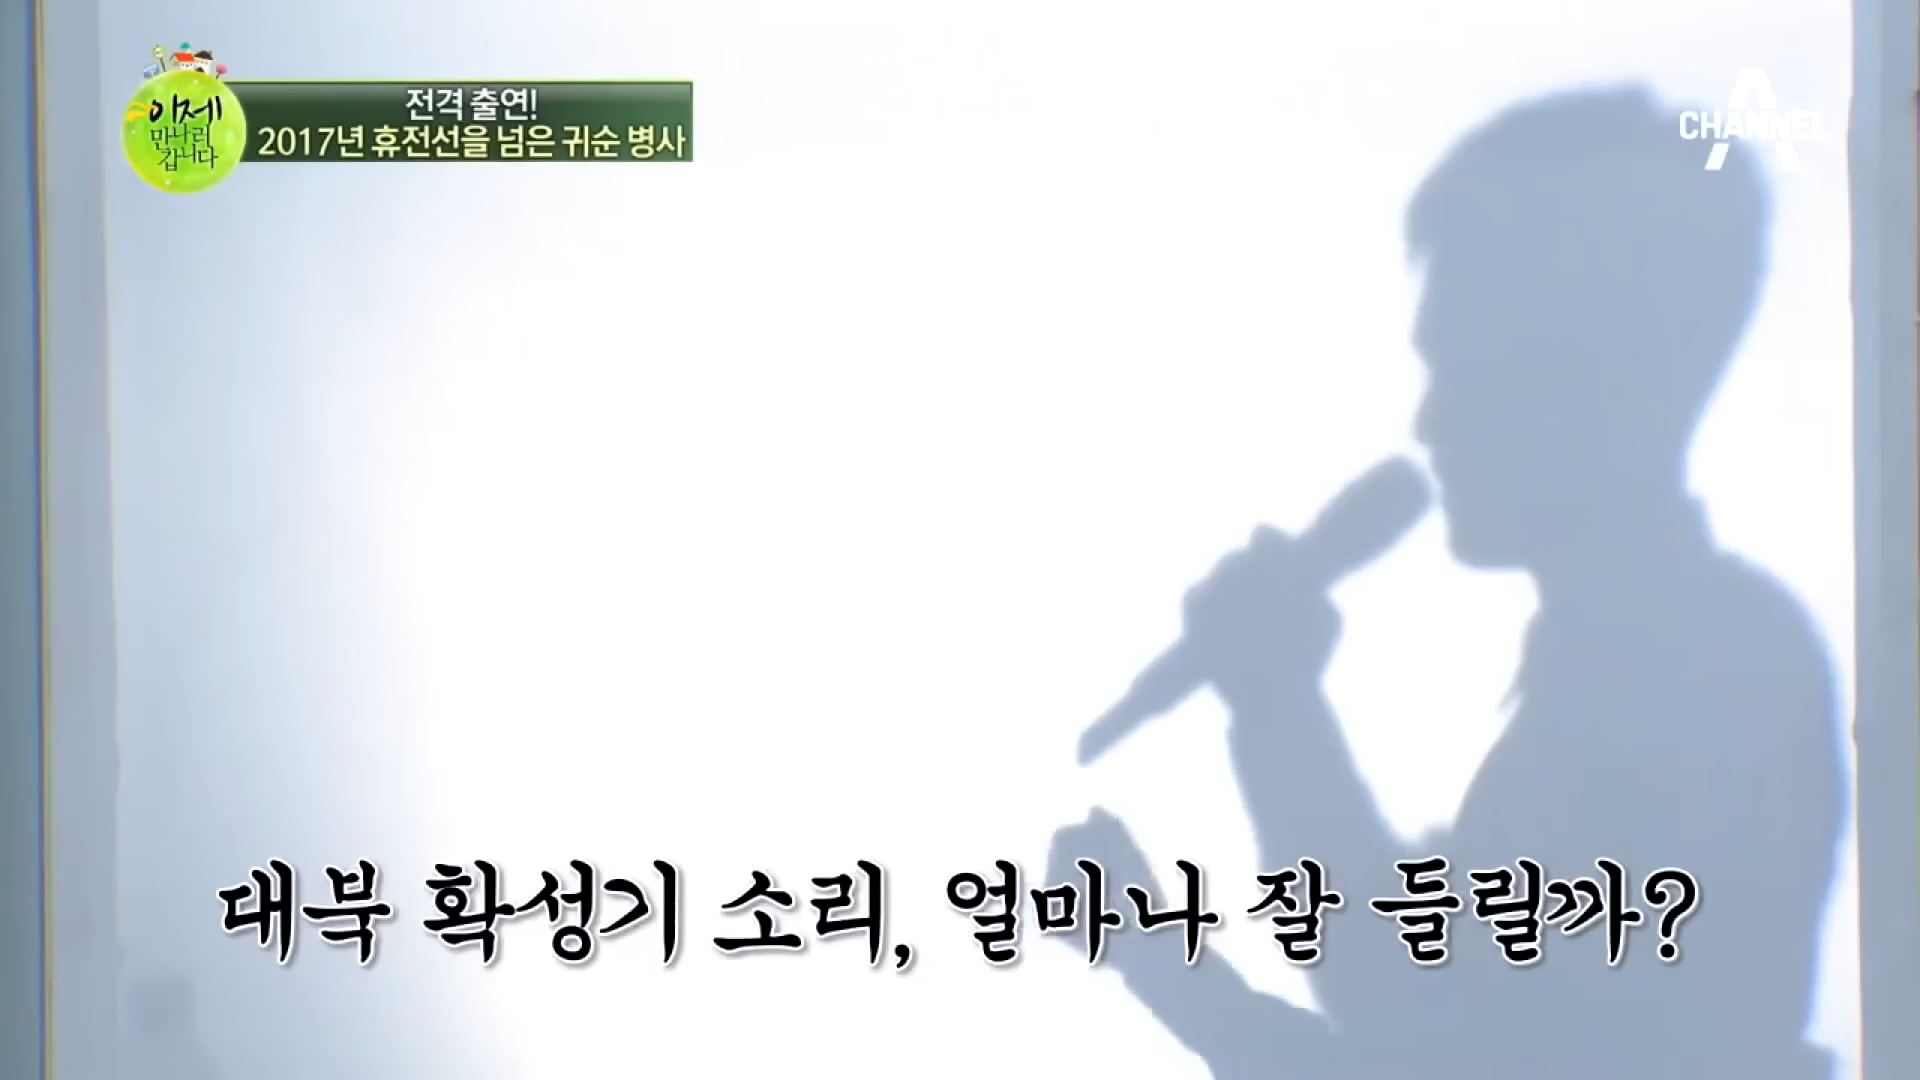 이제
만나러
갑니다
전격 출연!
2017년 휴전선을 넘은 귀순 병사
CHANNEL A
대북 확성기 소리, 얼마나 잘 들릴까?